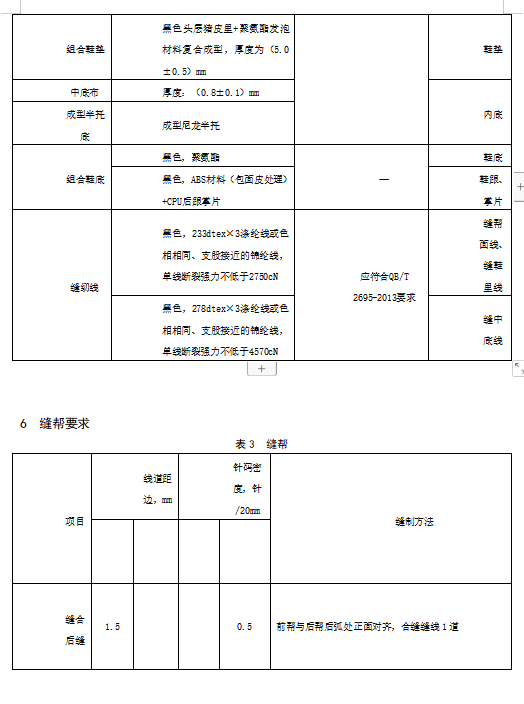 组合鞋垫
黑色头层猪皮里+聚氨酯发泡
材料复合成型，厚度为（5.0
±0.5）mm
鞋垫
中底布
厚度：（0.8±0.1）mm
内底
成型半托
底
成型尼龙半托
组合鞋底
黑色，聚氨酯
鞋底
黑色，ABS材料（包面皮处理）
+CPU后跟掌片
—
鞋跟、
掌片
缝纫线
黑色，233dtex×3涤纶线或色
相相同、支股接近的锦纶线，
单线断裂强力不低于2750cN
应符合QB/T
2695-2013要求
缝帮
面线、
缝鞋
里线
黑色，278dtex×3涤纶线或色
相相同、支股接近的锦纶线，
单线断裂强力不低于4570cN
缝中
底线
6 缝帮要求
表 3 缝帮
项目
线道距
边，mm
针码密
度，针
/20mm
缝制方法
缝合
后缝
1.5
0.5
前帮与后帮后弧处正面对齐，合缝缝线 1 道